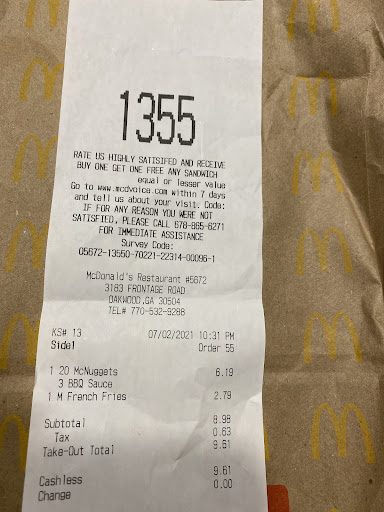 1355
RATE US HIGHLY SATISIFED AND RECEIVE
BUY ONE GET ONE FREE ANY SANDWICH
equal or lesser value
Go to www.mcdvoice.com within 7 days
and tell us about your visit. Code:
IF FOR ANY REASON YOU WERE NOT
SATISFIED, PLEASE CALL 678-865-6271
FOR IMMEDIATE ASSISTANCE
Survey Code:
05672-13550-70221-22314-00096-1
McDonald's Restaurant #5672
3183 FRONTAGE ROAD
OAKWOOD,GA 30504
TEL# 770-532-9288
KS# 13 07/02/2021 10:31 PM
Side1 Order 55
1 20 McNuggets 6.19
3 BBQ Sauce
1 M French Fries 2.79
Subtotal 8.98
Tax 0.63
Take-Out Total 9.61
Cashless 9.61
Change 0.00